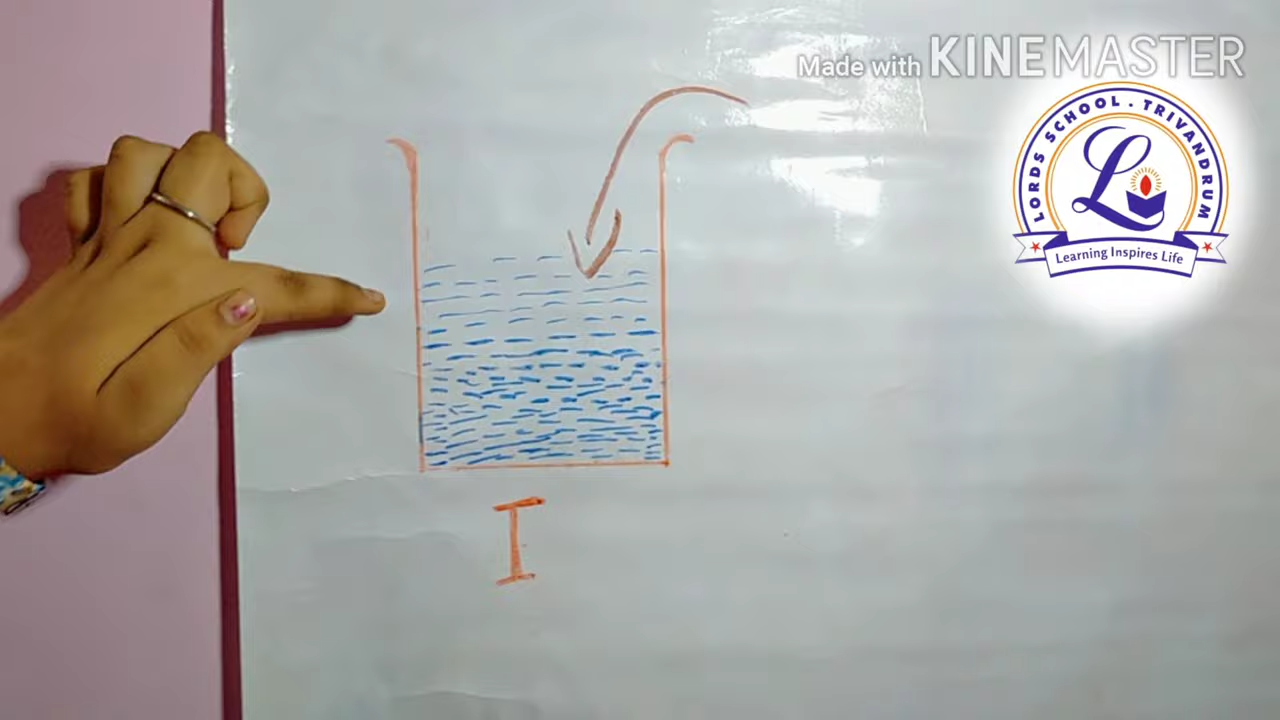 Made with KINEMASTER
LORDS SCHOOL . TRIVANDRUM
L
Learning Inspires Life
I